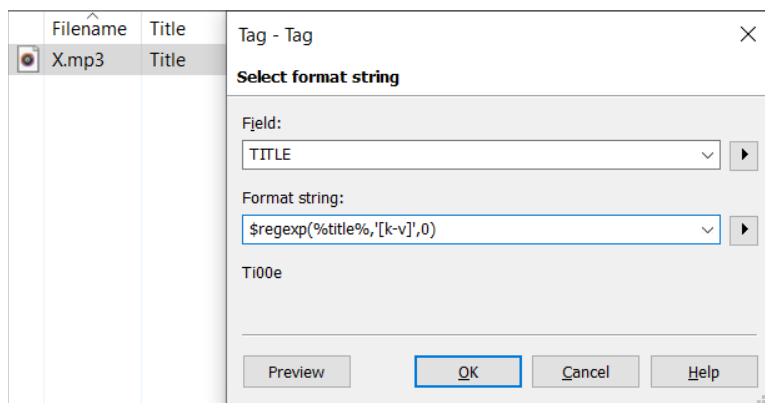 Filename Title
X.mp3 Title
Tag - Tag
Select format string
Field:
TITLE
Format string:
$regexp(%title%,'[k-v]',0)
Ti00e
Preview OK Cancel Help